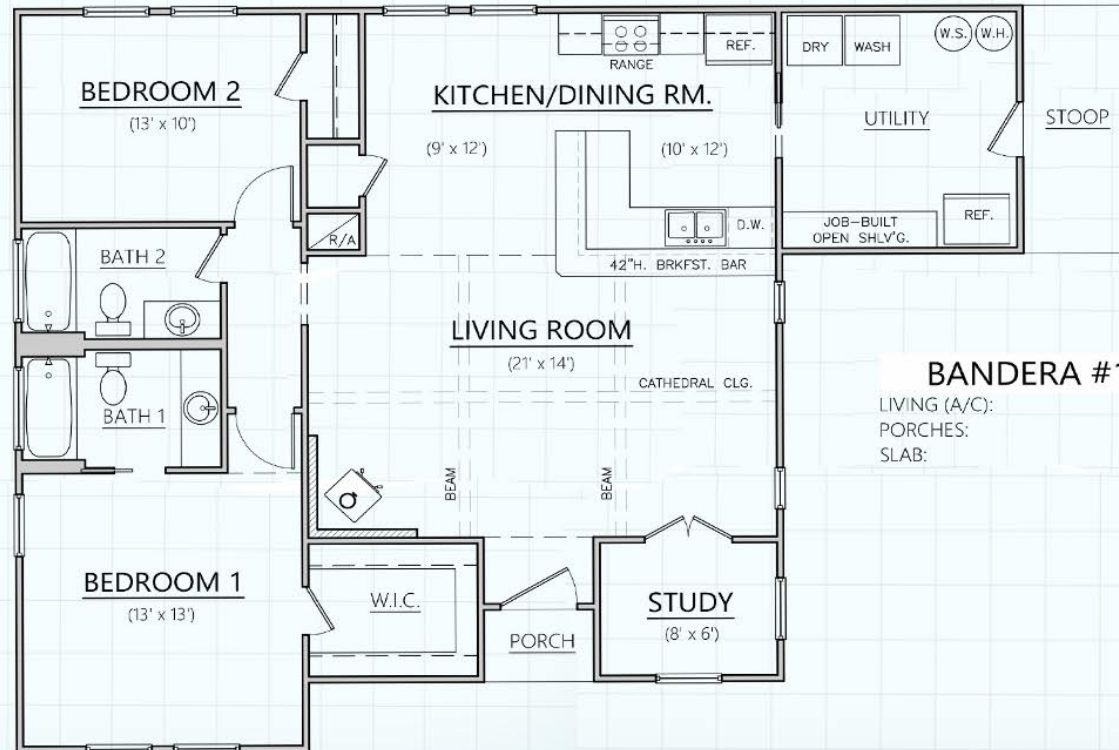 BEDROOM 2
(13' x 10')
KITCHEN/DINING RM.
(9' x 12')
(10' x 12')
RANGE
REF.
DRY
WASH
W.S.
W.H.
UTILITY
STOOP
JOB-BUILT
OPEN SHLV'G.
REF.
D.W.
42"H. BRKFST. BAR
R/A
BATH 2
BATH 1
LIVING ROOM
(21' x 14')
CATHEDRAL CLG.
BEAM
BEAM
BANDERA #1
LIVING (A/C):
PORCHES:
SLAB:
BEDROOM 1
(13' x 13')
W.I.C.
PORCH
STUDY
(8' x 6')